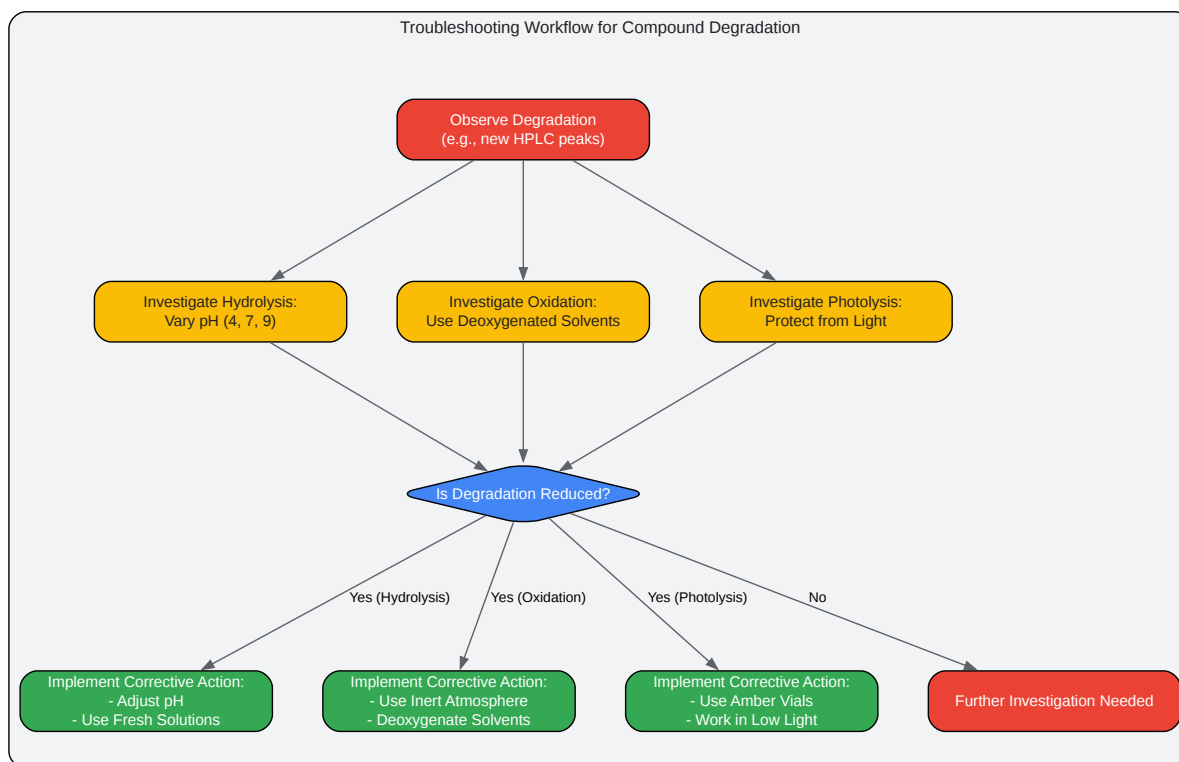 Troubleshooting Workflow for Compound Degradation
Observe Degradation
(e.g., new HPLC peaks)
Investigate Hydrolysis:
Vary pH (4, 7, 9)
Investigate Oxidation:
Use Deoxygenated Solvents
Investigate Photolysis:
Protect from Light
Is Degradation Reduced?
Yes (Hydrolysis)
Yes (Oxidation)
Yes (Photolysis)
No
Implement Corrective Action:
- Adjust pH
- Use Fresh Solutions
Implement Corrective Action:
- Use Inert Atmosphere
- Deoxygenate Solvents
Implement Corrective Action:
- Use Amber Vials
- Work in Low Light
Further Investigation Needed